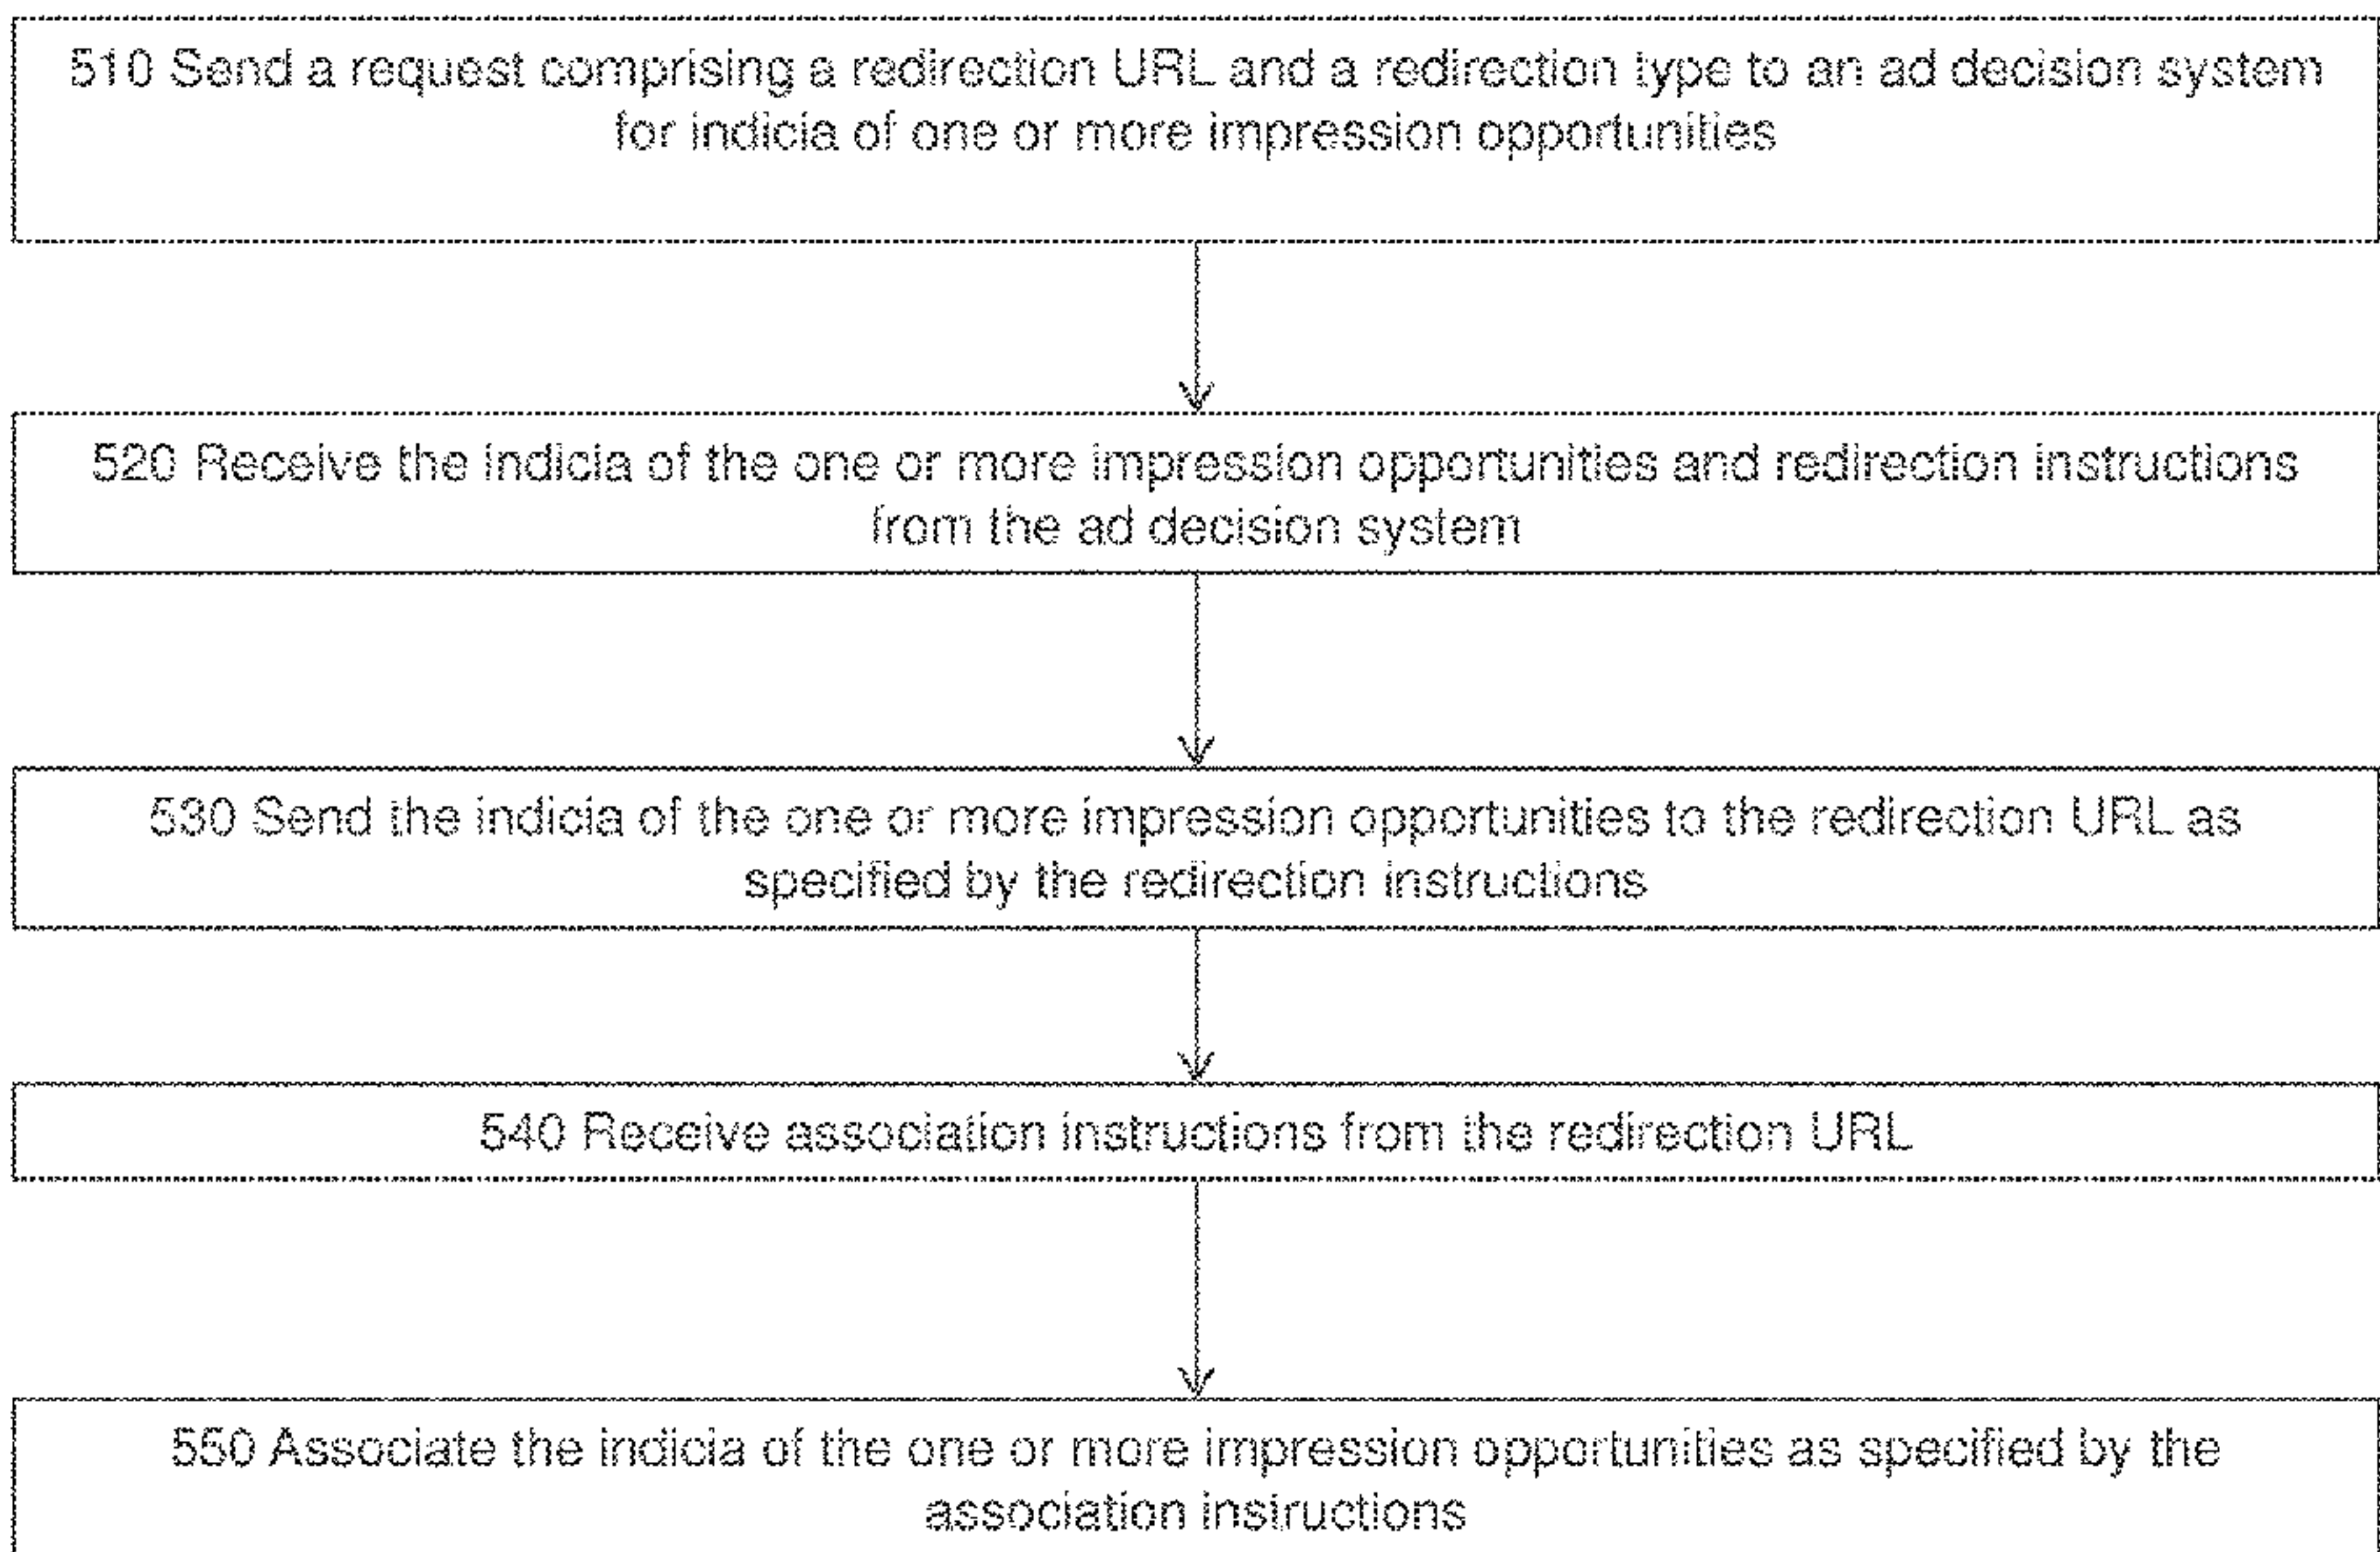 510 Send a request comprising a redirection URL and a redirection type to an ad decision system
for indicia of one or more impression opportunities
520 Receive the indicia of the one or more impression opportunities and redirection instructions
from the ad decision system
530 Send the indicia of the one or more impression opportunities to the redirection URL as
specified by the redirection instructions
540 Receive association instructions from the redirection URL
550 Associate the indicia of the one or more impression opportunities as specified by the
association instructions